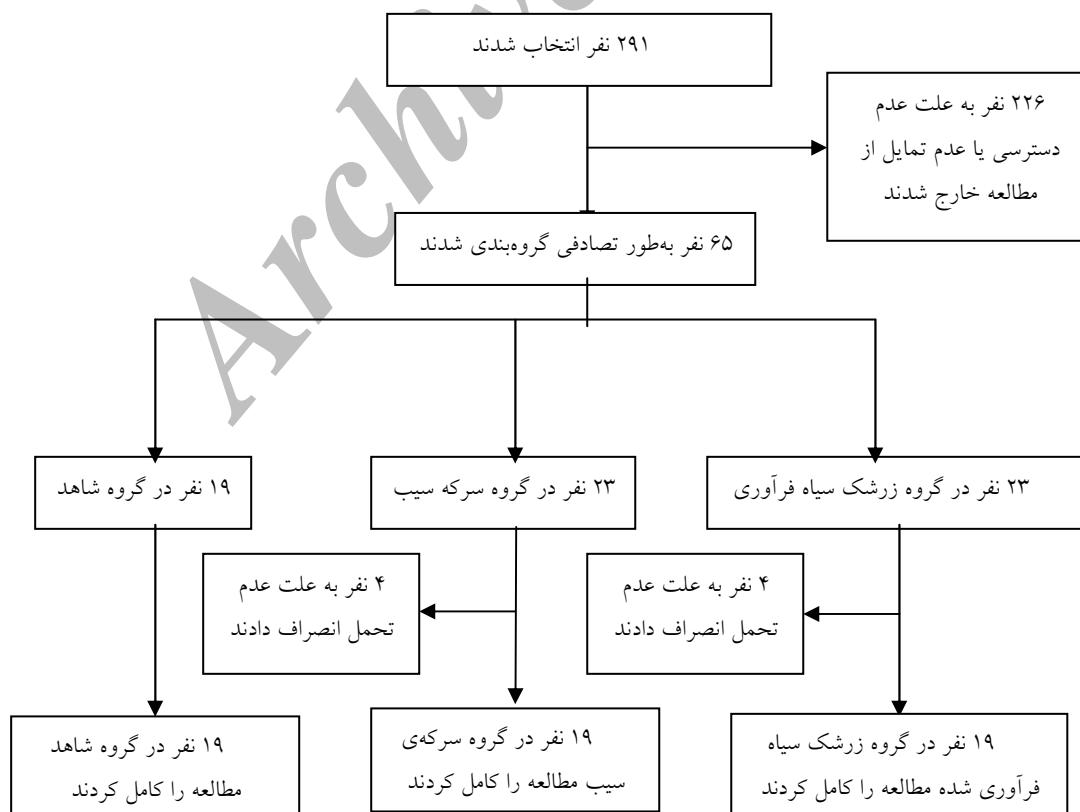 ۲۹۱ نفر انتخاب شدند
۲۲۶ نفر به علت عدم
دسترسی یا عدم تمایل از
مطالعه خارج شدند
۶۵ نفر به‌طور تصادفی گروه‌بندی شدند
۲۳ نفر در گروه زرشک سیاه فرآوری
۲۳ نفر در گروه سرکه سیب
۱۹ نفر در گروه شاهد
۴ نفر به علت عدم
تحمل انصراف دادند
۴ نفر به علت عدم
تحمل انصراف دادند
۱۹ نفر در گروه زرشک سیاه
فرآوری شده مطالعه را کامل کردند
۱۹ نفر در گروه سرکه‌ی
سیب مطالعه را کامل کردند
۱۹ نفر در گروه شاهد
مطالعه را کامل کردند
Archive